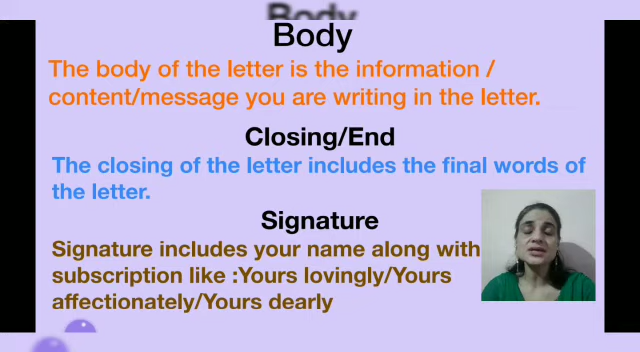 Body
Body
The body of the letter is the information /
content/message you are writing in the letter.
Closing/End
The closing of the letter includes the final words of
the letter.
Signature
Signature includes your name along with
subscription like :Yours lovingly/Yours
affectionately/Yours dearly